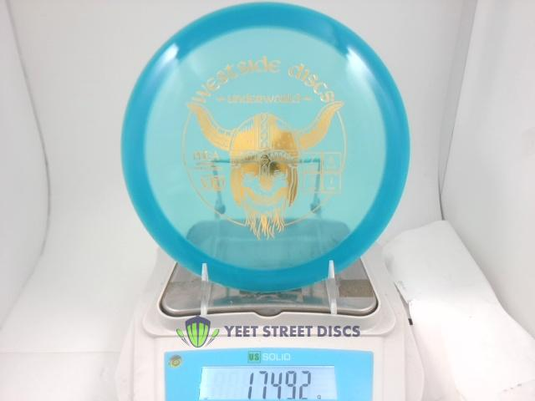 westside discs
underworld
YEET STREET DISCS
US SOLID
174.92 g